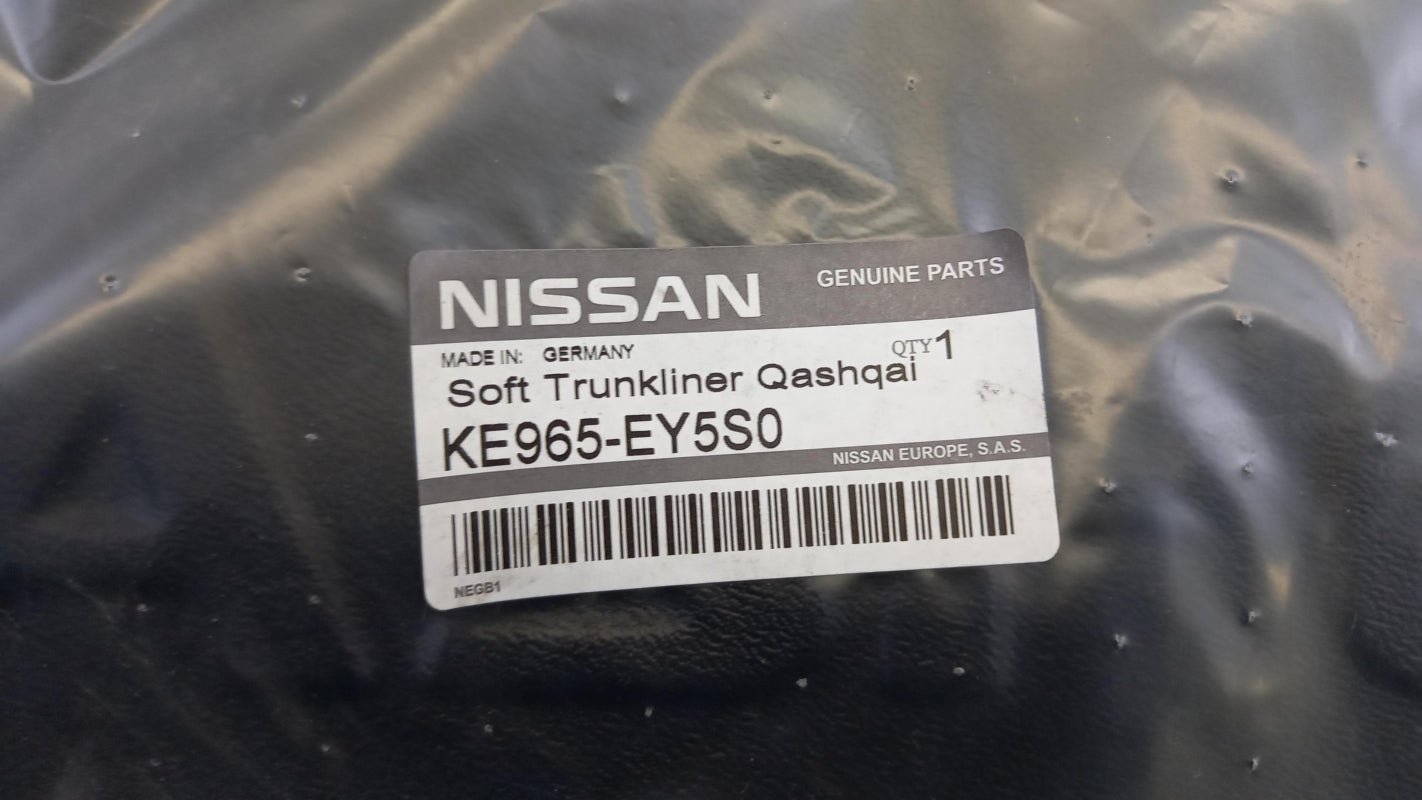 NISSAN GENUINE PARTS
MADE IN: GERMANY QTY 1
Soft Trunkliner Qashqai
KE965-EY5S0
NISSAN EUROPE, S.A.S.
NEGB1